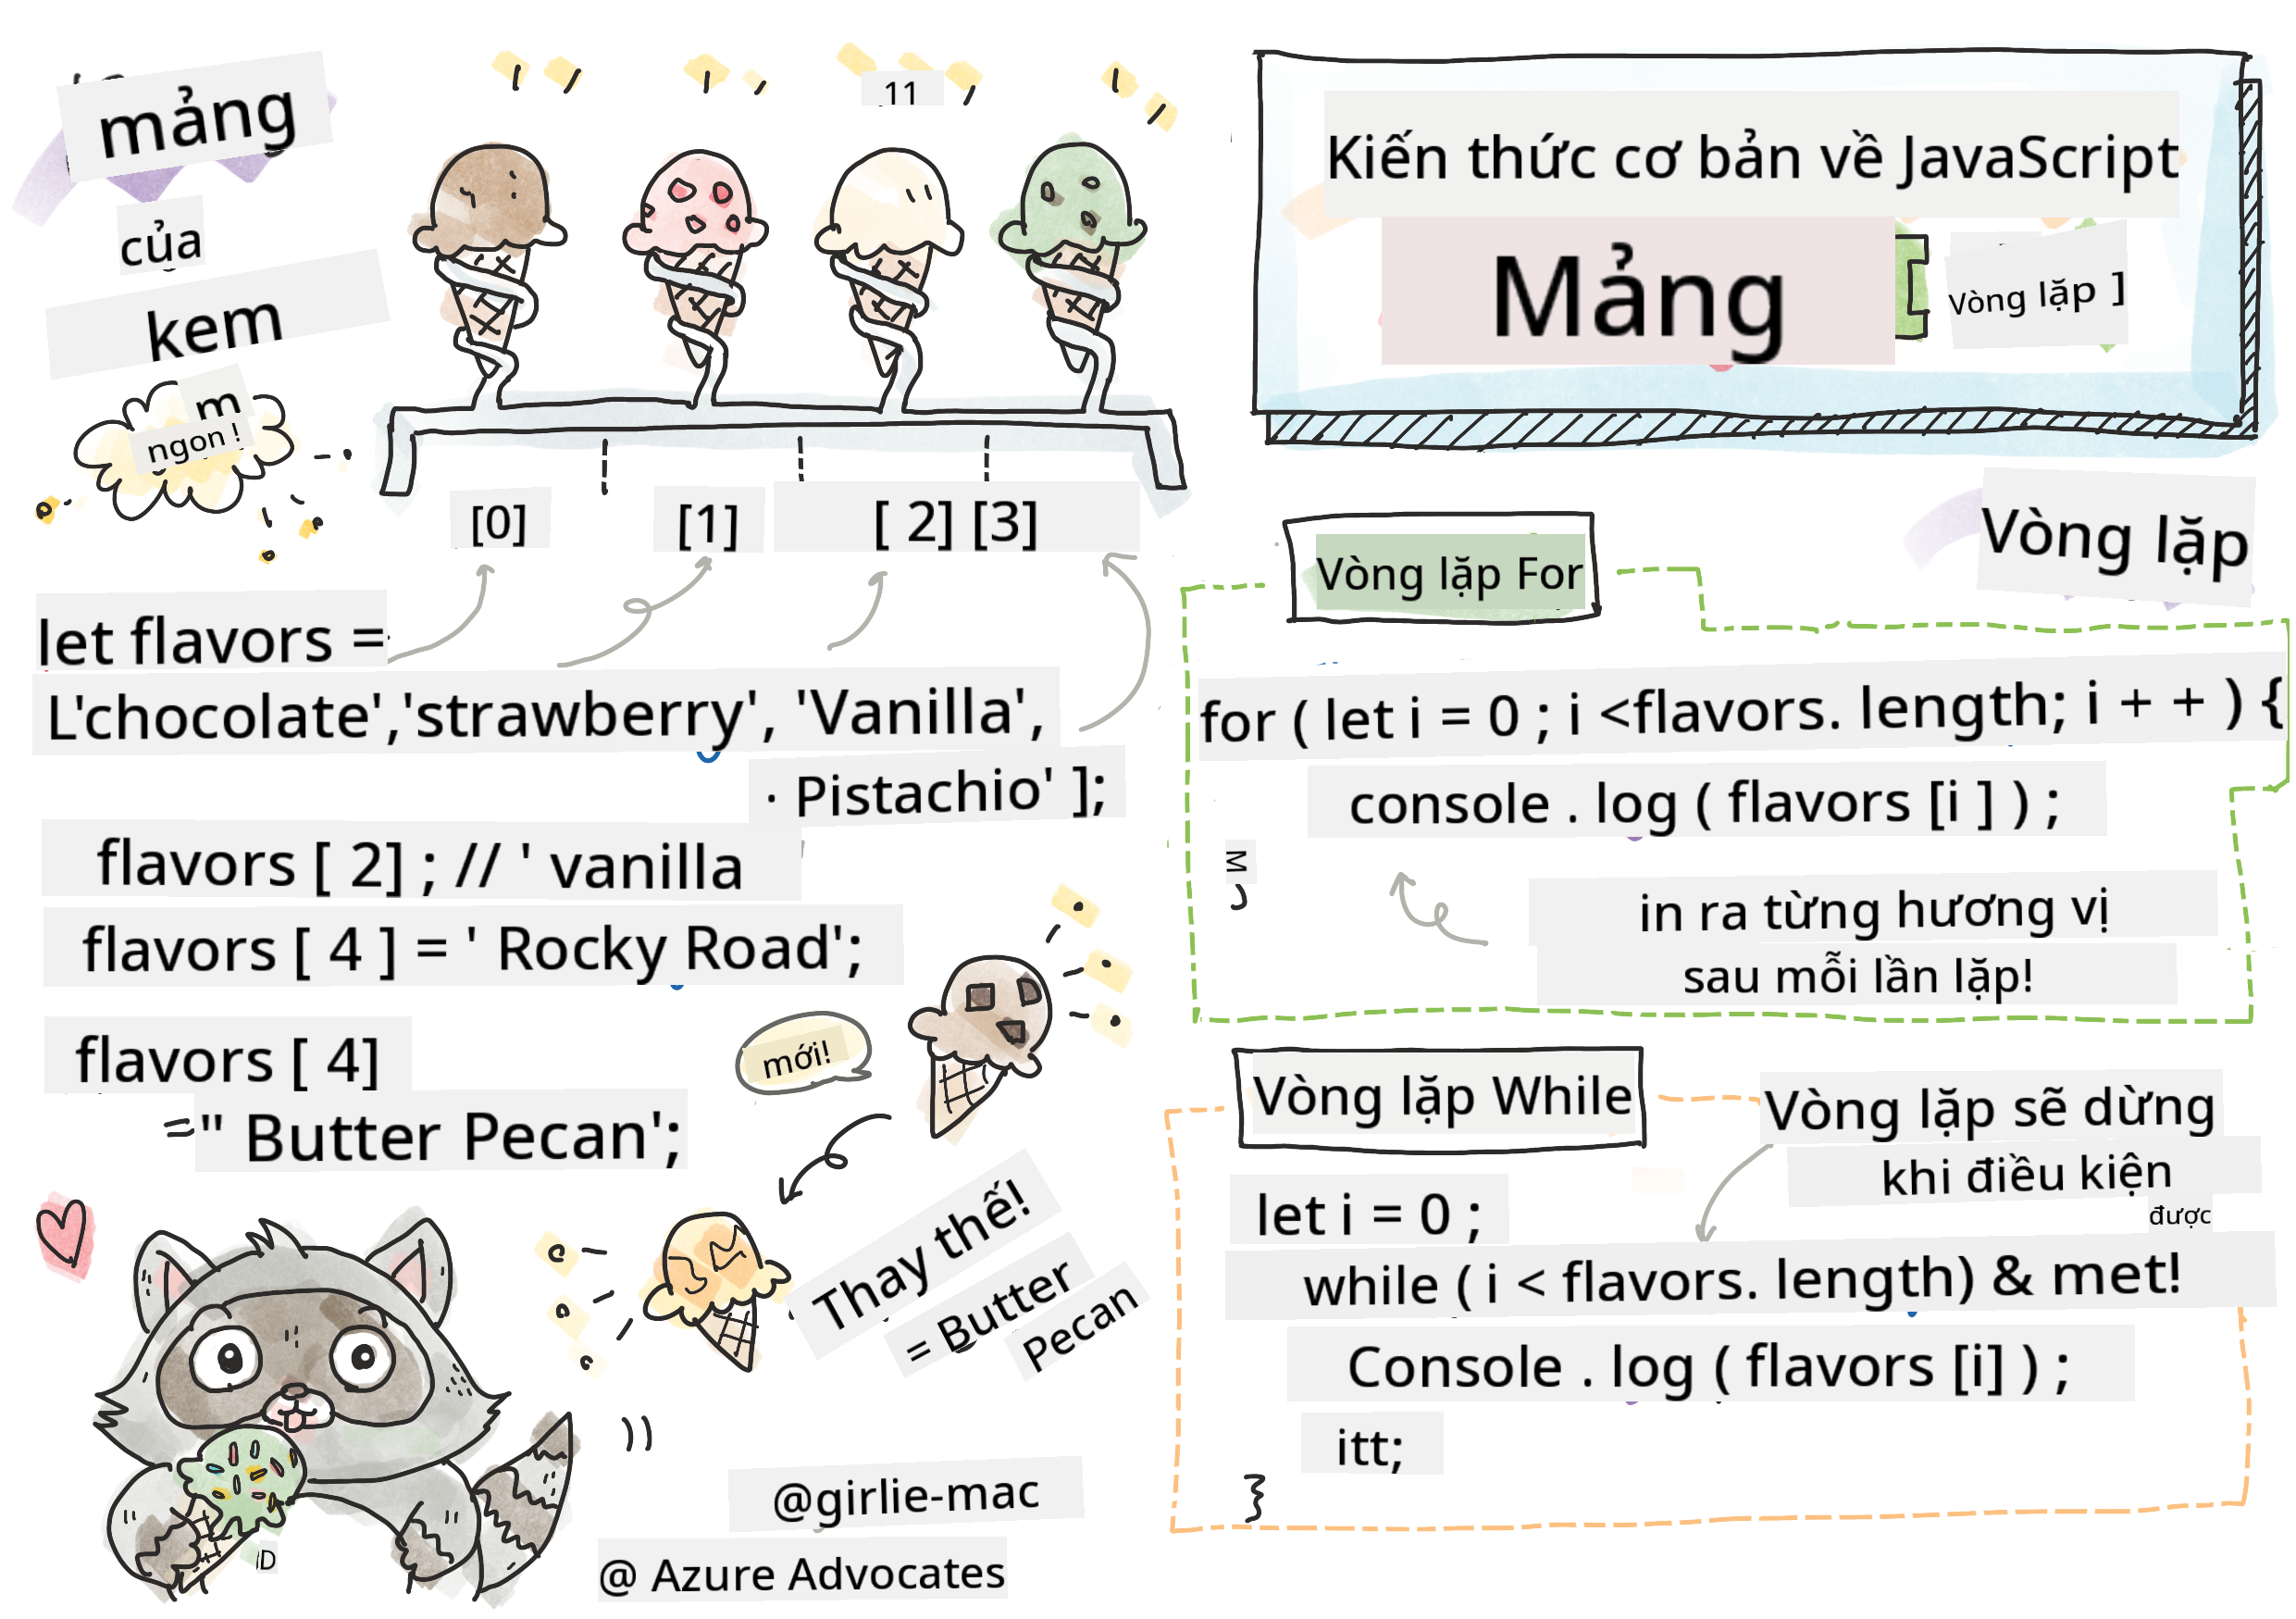 mảng
của
kem
m
ngon !
11
[0]
[1]
[ 2] [3]
let flavors =
L'chocolate','strawberry', 'Vanilla',
· Pistachio' ];
flavors [ 2] ; // ' vanilla
flavors [ 4 ] = ' Rocky Road';
flavors [ 4]
=" Butter Pecan';
mới!
Thay thế!
= Butter
Pecan
@girlie-mac
@ Azure Advocates
D
Kiến thức cơ bản về JavaScript
Mảng
[ Vòng lặp ]
Vòng lặp
Vòng lặp For
for ( let i = 0 ; i <flavors. length; i + + ) {
console . log ( flavors [i ] ) ;
M
in ra từng hương vị
sau mỗi lần lặp!
Vòng lặp While
Vòng lặp sẽ dừng
khi điều kiện
được
let i = 0 ;
while ( i < flavors. length) & met!
Console . log ( flavors [i] ) ;
itt;
}